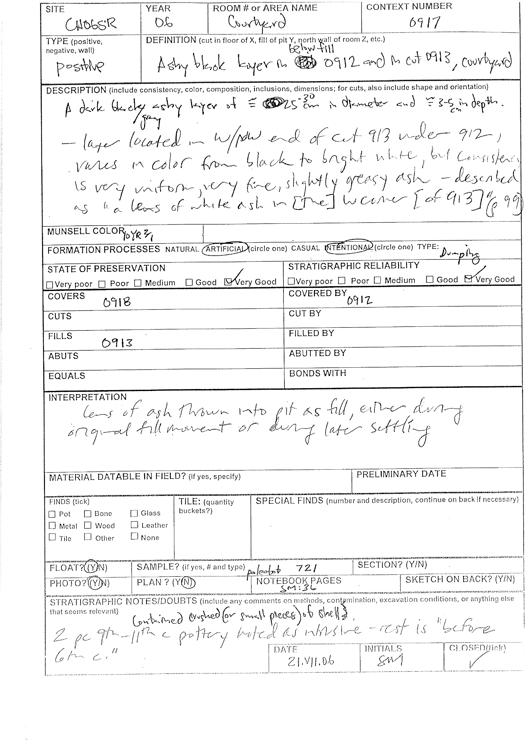 SITE YEAR ROOM # or AREA NAME CONTEXT NUMBER
CHO6SR 06 Courtyard 0917
TYPE (positive, negative, wall) DEFINITION (cut in floor of X, fill of pit Y, north wall of room Z, etc.)
below fill
positive Ashy black layer in 0912 and in cut 0913, courtyard
DESCRIPTION (include consistency, color, composition, inclusions, dimensions; for cuts, also include shape and orientation)
A dark blacky ashy layer of ≡ 25-30 cm in diameter and ≡ 3-5 cm in depth.
/gray
- layer located in w/nw end of cut 913 under 912,
varies in color from black to bright white, but consistency
is very uniform, very fine, slightly greasy ash - described
as "a lens of white ash in [the] w corner [of 913]" (p 99)
MUNSELL COLOR 10YR 2/1
FORMATION PROCESSES NATURAL ARTIFICIAL (circle one) CASUAL INTENTIONAL (circle one) TYPE: Dumping
STATE OF PRESERVATION STRATIGRAPHIC RELIABILITY
Very poor Poor Medium Good Very Good Very poor Poor Medium Good Very Good
COVERS 0918 COVERED BY 0912
CUTS CUT BY
FILLS 0913 FILLED BY
ABUTS ABUTTED BY
EQUALS BONDS WITH
INTERPRETATION
lens of ash thrown into pit as fill, either during
original fill movement or during later settling
MATERIAL DATABLE IN FIELD? (if yes, specify) PRELIMINARY DATE
FINDS (tick) TILE: (quantity buckets?) SPECIAL FINDS (number and description, continue on back if necessary)
Pot Bone Glass
Metal Wood Leather
Tile Other None
FLOAT? (Y/N) SAMPLE? (if yes, # and type) 721 SECTION? (Y/N)
PHOTO? (Y/N) PLAN? (Y/N) NOTEBOOK PAGES SM:36 SKETCH ON BACK? (Y/N)
STRATIGRAPHIC NOTES/DOUBTS (include any comments on methods, contamination, excavation conditions, or anything else that seems relevant)
Contained crushed (or small pieces) of shell
2 pc 9th-11th c pottery noted as intrusive - rest is "before
6th c."
DATE INITIALS CLOSED (tick)
21.VII.06 SM